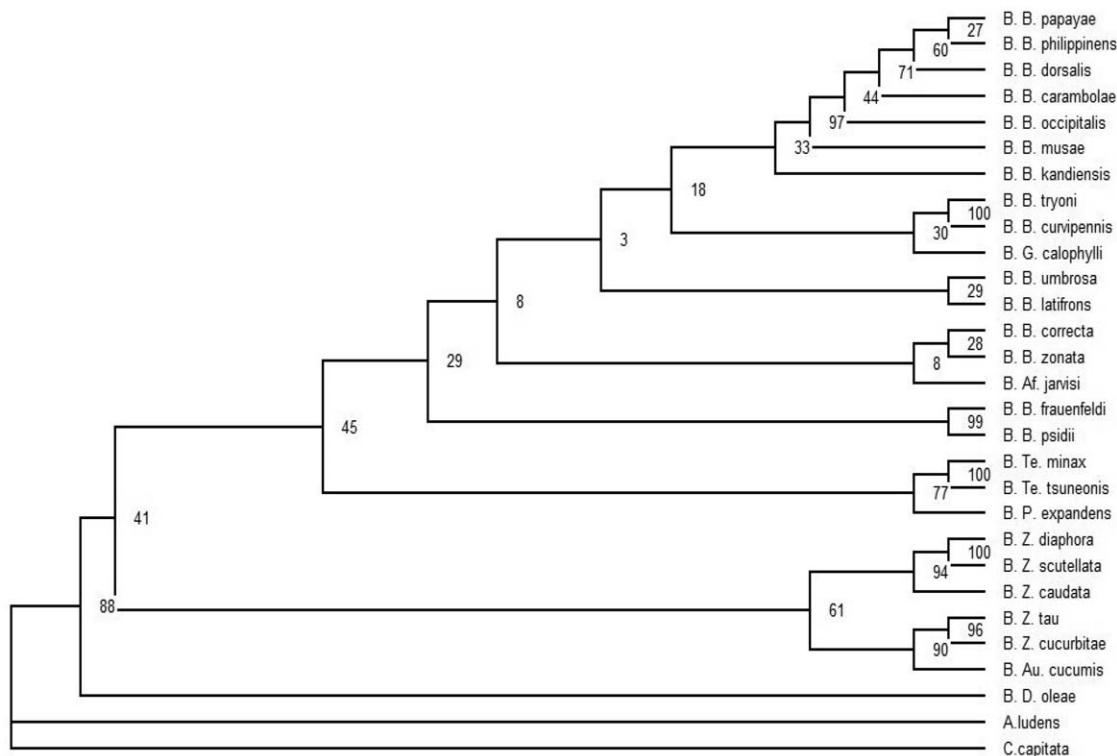 B. B. papayae
27
B. B. philippinens
60
B. B. dorsalis
71
B. B. carambolae
44
B. B. occipitalis
97
B. B. musae
33
B. B. kandiensis
18
B. B. tryoni
100
B. B. curvipennis
30
B. G. calophylli
3
B. B. umbrosa
29
B. B. latifrons
8
B. B. correcta
28
B. B. zonata
8
B. Af. jarvisi
29
B. B. frauenfeldi
99
B. B. psidii
45
B. Te. minax
100
B. Te. tsuneonis
77
B. P. expandens
41
B. Z. diaphora
100
B. Z. scutellata
94
B. Z. caudata
88
61
B. Z. tau
96
B. Z. cucurbitae
90
B. Au. cucumis
B. D. oleae
A.ludens
C.capitata